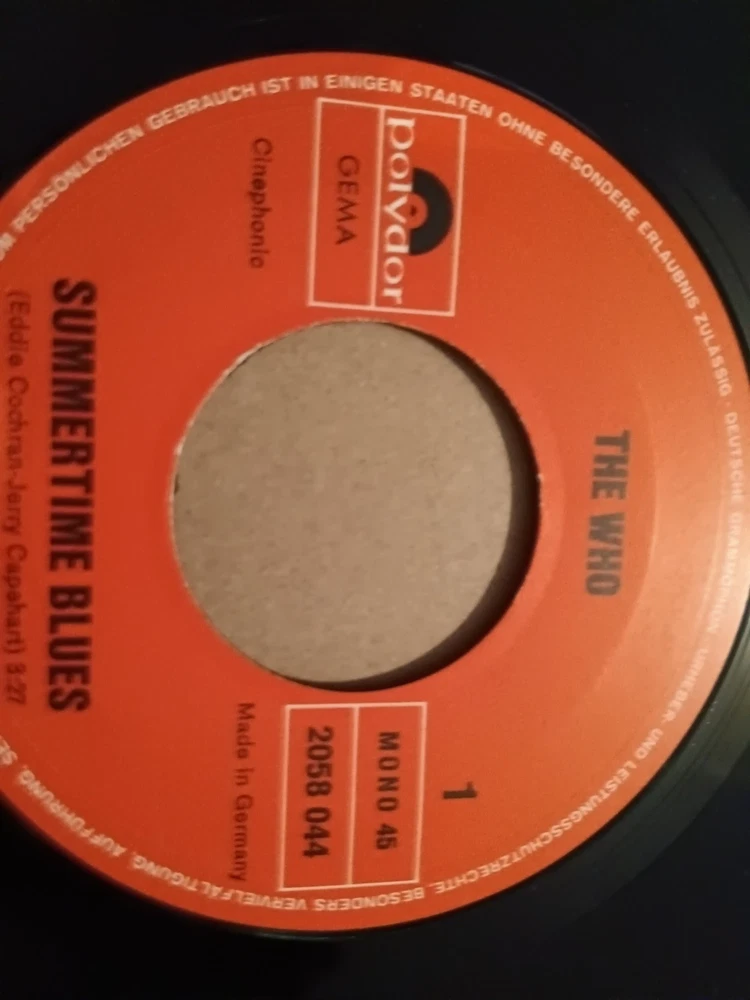 THE WHO
polydor
GEMA
Cinephonic
1
MONO 45
2058 044
Made in Germany
SUMMERTIME BLUES
(Eddie Cochran-Jerry Capehart) 3:27
PERSÖNLICHEN GEBRAUCH IST IN EINIGEN STAATEN OHNE BESONDERE ERLAUBNIS ZULÄSSIG · DEUTSCHE GRAMMOPHON · URHEBER- UND LEISTUNGSSCHUTZRECHTE, BESONDERS VERVIELFÄLTIGUNG, AUFFÜHRUNG,